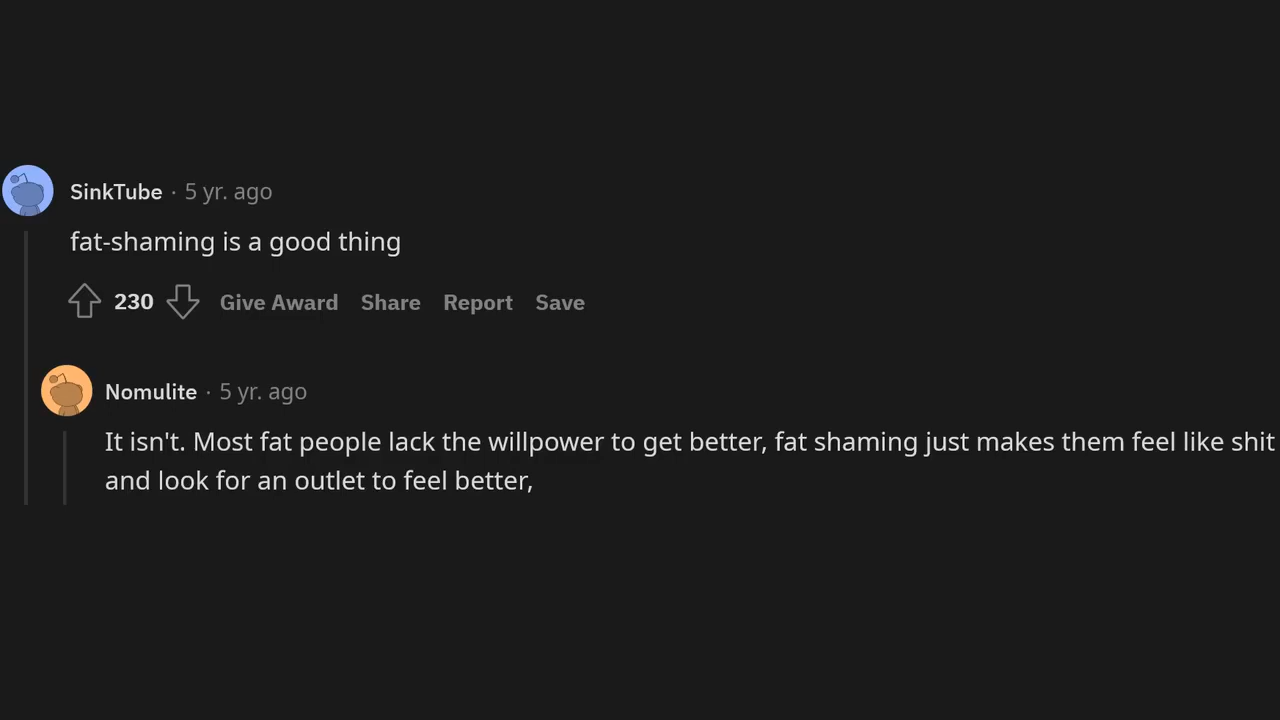 SinkTube · 5 yr. ago
fat-shaming is a good thing
230 Give Award Share Report Save
Nomulite · 5 yr. ago
It isn't. Most fat people lack the willpower to get better, fat shaming just makes them feel like shit
and look for an outlet to feel better,